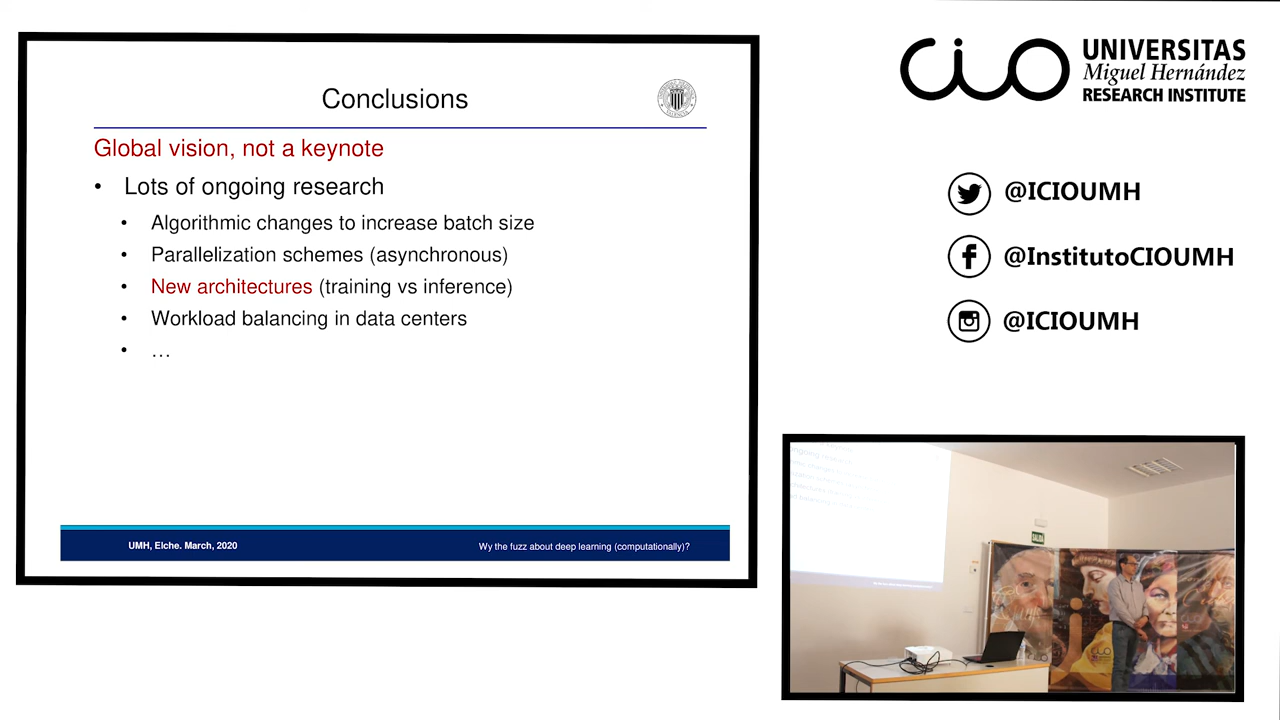 Conclusions
Global vision, not a keynote
• Lots of ongoing research
• Algorithmic changes to increase batch size
• Parallelization schemes (asynchronous)
• New architectures (training vs inference)
• Workload balancing in data centers
• …
UMH, Elche. March, 2020
Wy the fuzz about deep learning (computationally)?
cio
UNIVERSITAS
Miguel Hernández
RESEARCH INSTITUTE
@ICIOUMH
@InstitutoCIOUMH
@ICIOUMH
SALIDA